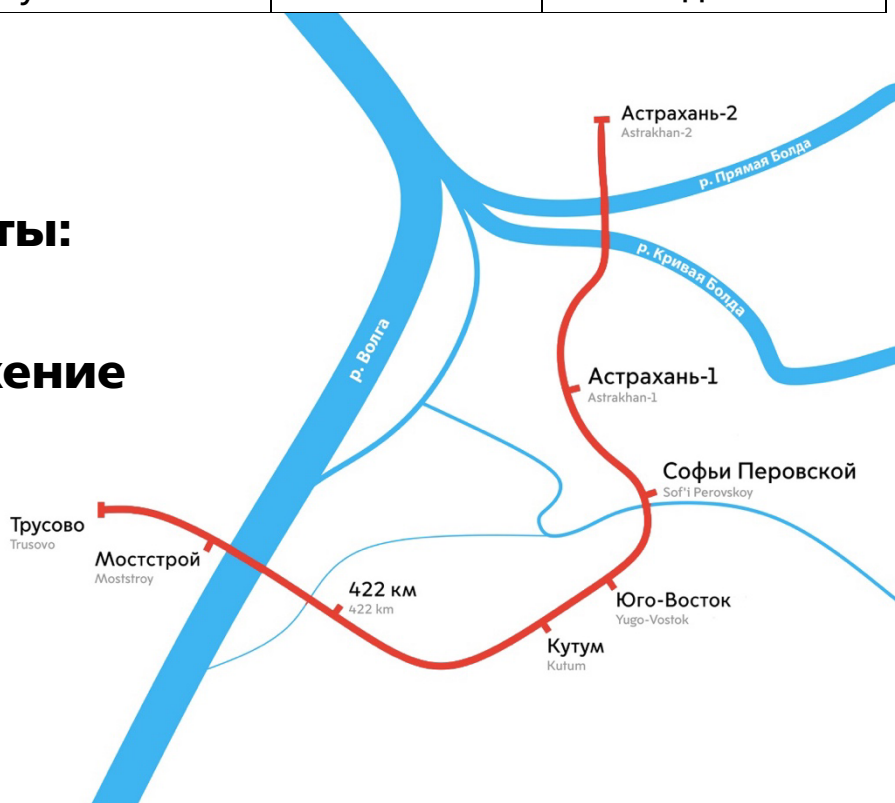 Астрахань-2
Astrakhan-2
р. Прямая Болда
ты:
р. Кривая Болда
р. Волга
жение
Астрахань-1
Astrakhan-1
Софьи Перовской
Sof'i Perovskoy
Трусово
Trusovo
Мостстрой
Moststroy
422 км
422 km
Юго-Восток
Yugo-Vostok
Кутум
Kutum